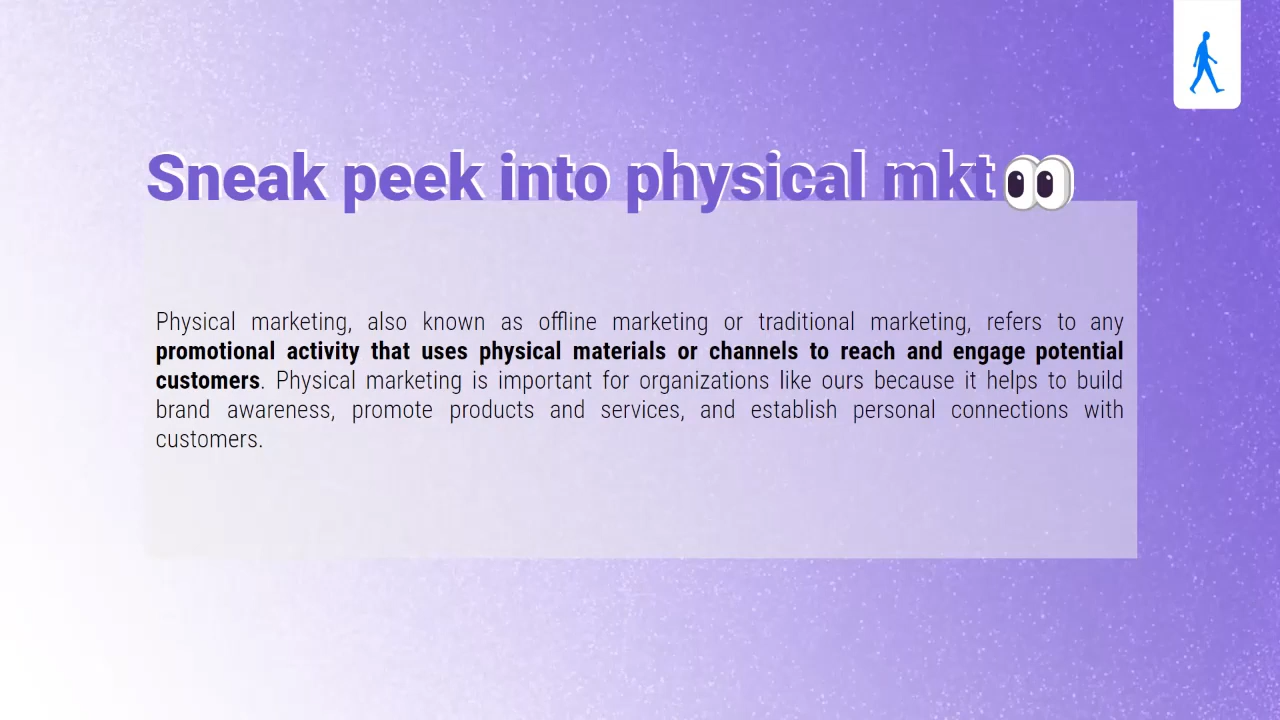 Sneak peek into physical mkt👀
Physical marketing, also known as offline marketing or traditional marketing, refers to any
promotional activity that uses physical materials or channels to reach and engage potential
customers. Physical marketing is important for organizations like ours because it helps to build
brand awareness, promote products and services, and establish personal connections with
customers.